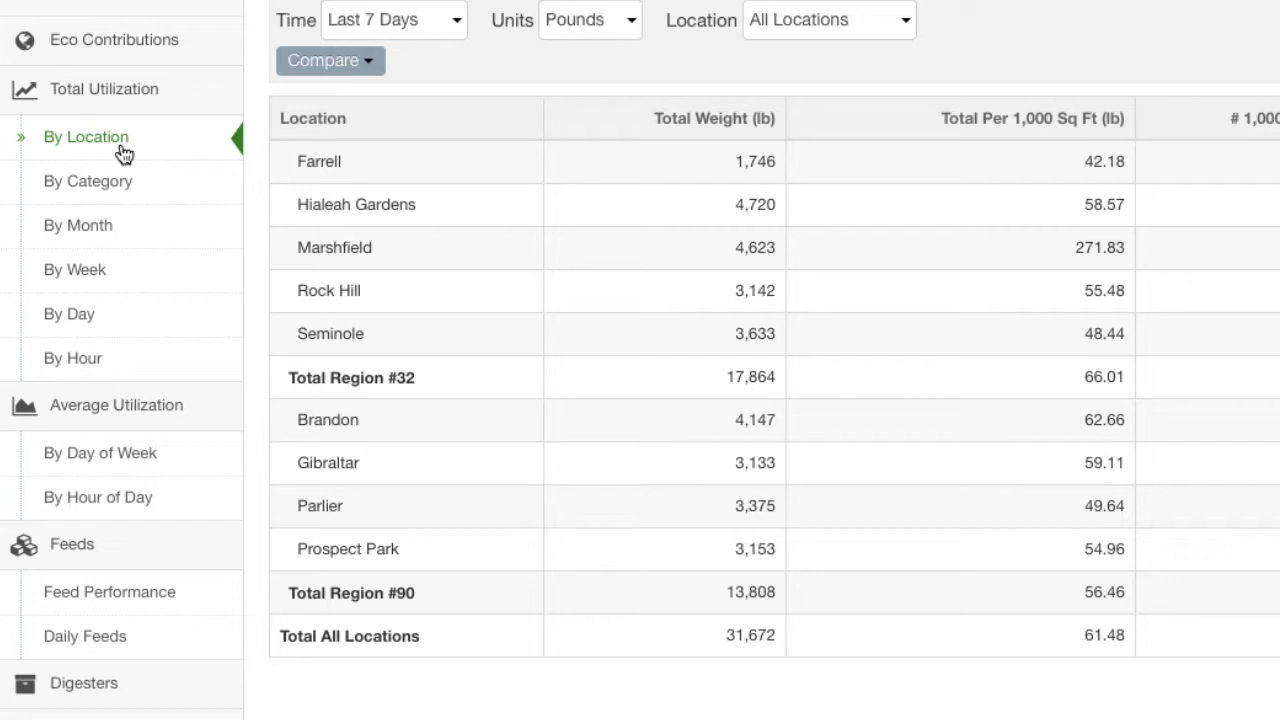 Time Last 7 Days Units Pounds Location All Locations
Compare
Eco Contributions
Total Utilization
» By Location
By Category
By Month
By Week
By Day
By Hour
Average Utilization
By Day of Week
By Hour of Day
Feeds
Feed Performance
Daily Feeds
Digesters
Location Total Weight (lb) Total Per 1,000 Sq Ft (lb) # 1,000
Farrell 1,746 42.18
Hialeah Gardens 4,720 58.57
Marshfield 4,623 271.83
Rock Hill 3,142 55.48
Seminole 3,633 48.44
Total Region #32 17,864 66.01
Brandon 4,147 62.66
Gibraltar 3,133 59.11
Parlier 3,375 49.64
Prospect Park 3,153 54.96
Total Region #90 13,808 56.46
Total All Locations 31,672 61.48